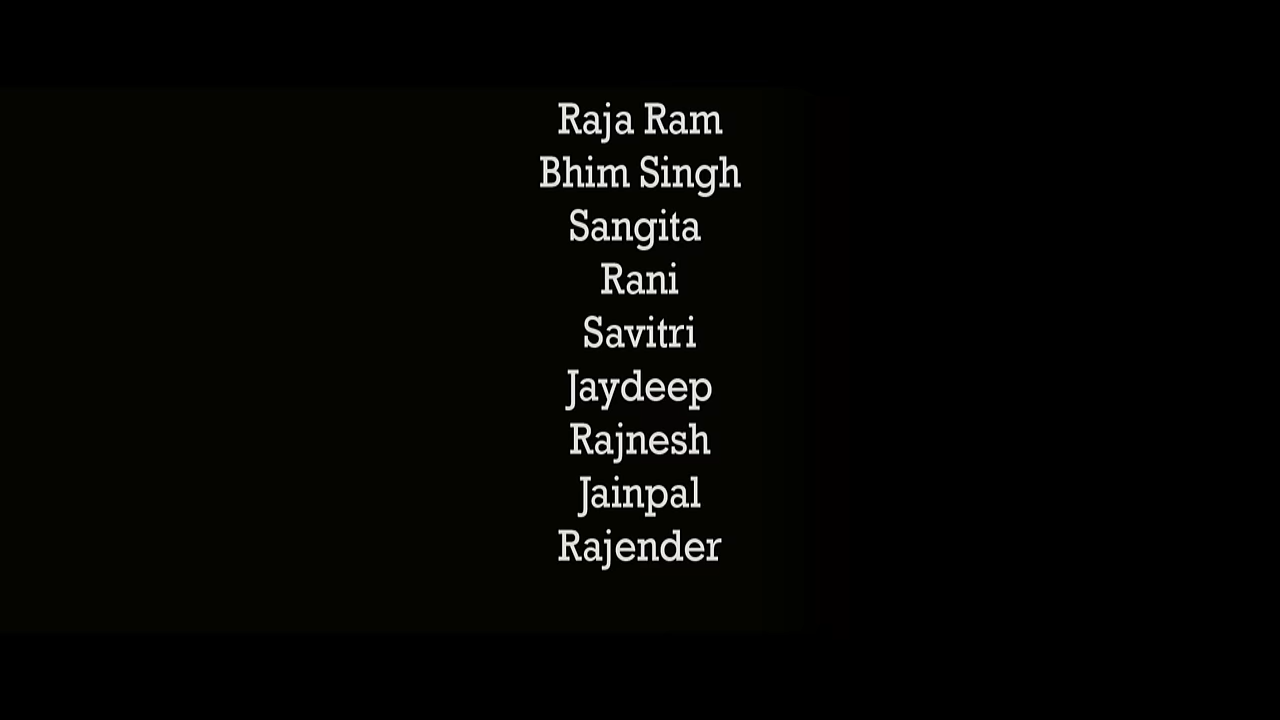 Raja Ram
Bhim Singh
Sangita
Rani
Savitri
Jaydeep
Rajnesh
Jainpal
Rajender